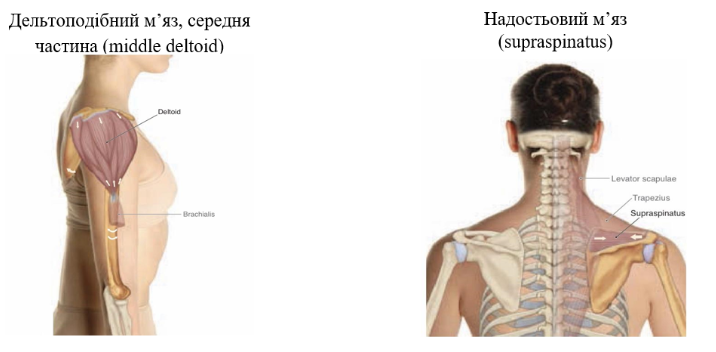 Дельтоподібний м’яз, середня
частина (middle deltoid)
Deltoid
Brachialis
Надостьовий м’яз
(supraspinatus)
Levator scapulae
Trapezius
Supraspinatus